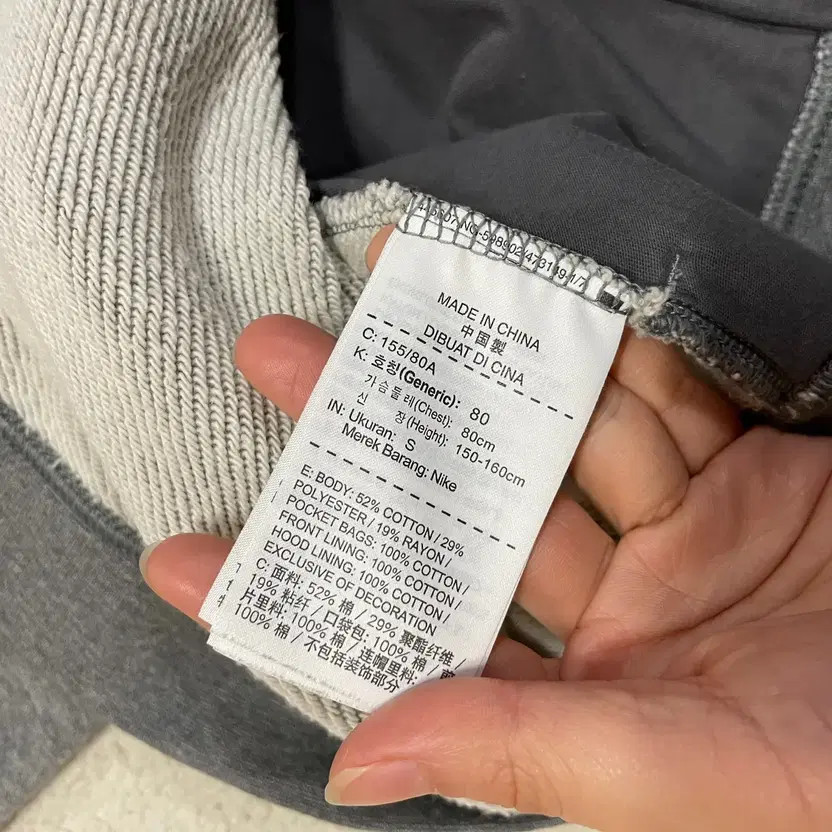 MADE IN CHINA
中国製
DIBUAT DI CINA
C: 155/80A
K: 호칭(Generic): 80
가슴둘레(Chest): 80cm
신 장(Height): 150-160cm
IN: Ukuran: S
Merek Barang: Nike
E: BODY: 52% COTTON / 29%
POLYESTER / 19% RAYON /
POCKET BAGS: 100% COTTON /
FRONT LINING: 100% COTTON /
HOOD LINING: 100% COTTON /
EXCLUSIVE OF DECORATION
C: 面料: 52% 棉 / 29% 聚酯纤维 /
19% 粘纤 / 口袋包: 100% 棉 / 前
片里料: 100% 棉 / 连帽里料:
100% 棉 / 不包括装饰部分